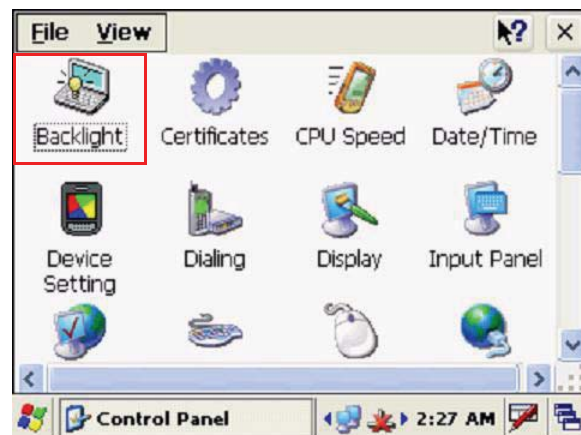 File View ?
Backlight Certificates CPU Speed Date/Time
Device Setting Dialing Display Input Panel
Control Panel 2:27 AM